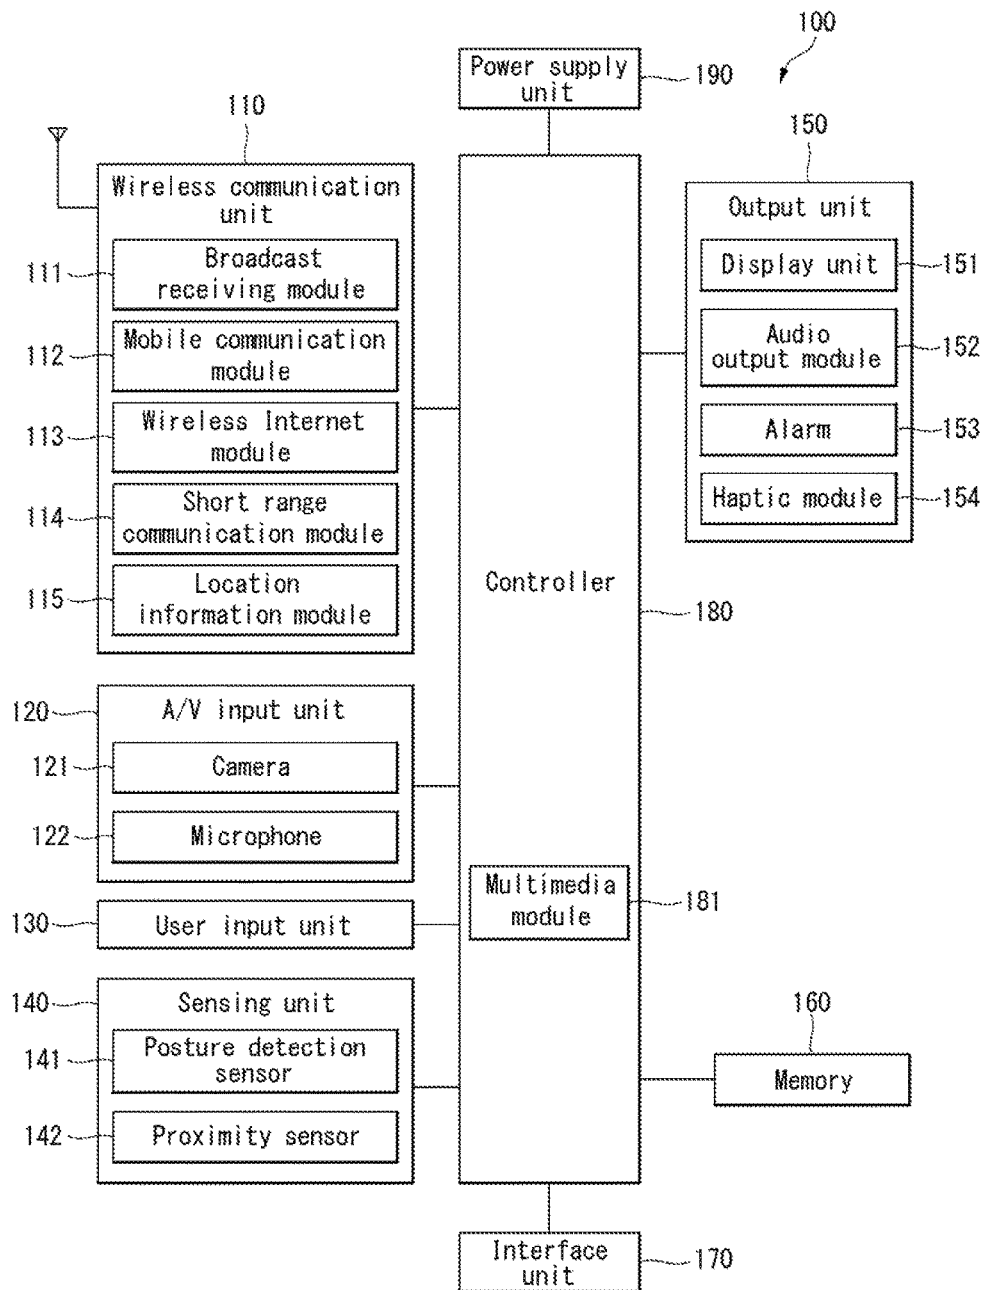 100
Power supply
unit
190
110
150
Wireless communication
unit
Output unit
111
Broadcast
receiving module
Display unit
151
112
Mobile communication
module
Audio
output module
152
113
Wireless Internet
module
Alarm
153
114
Short range
communication module
Haptic module
154
115
Location
information module
Controller
180
120
A/V input unit
121
Camera
122
Microphone
Multimedia
module
181
130
User input unit
140
Sensing unit
141
Posture detection
sensor
160
Memory
142
Proximity sensor
Interface
unit
170